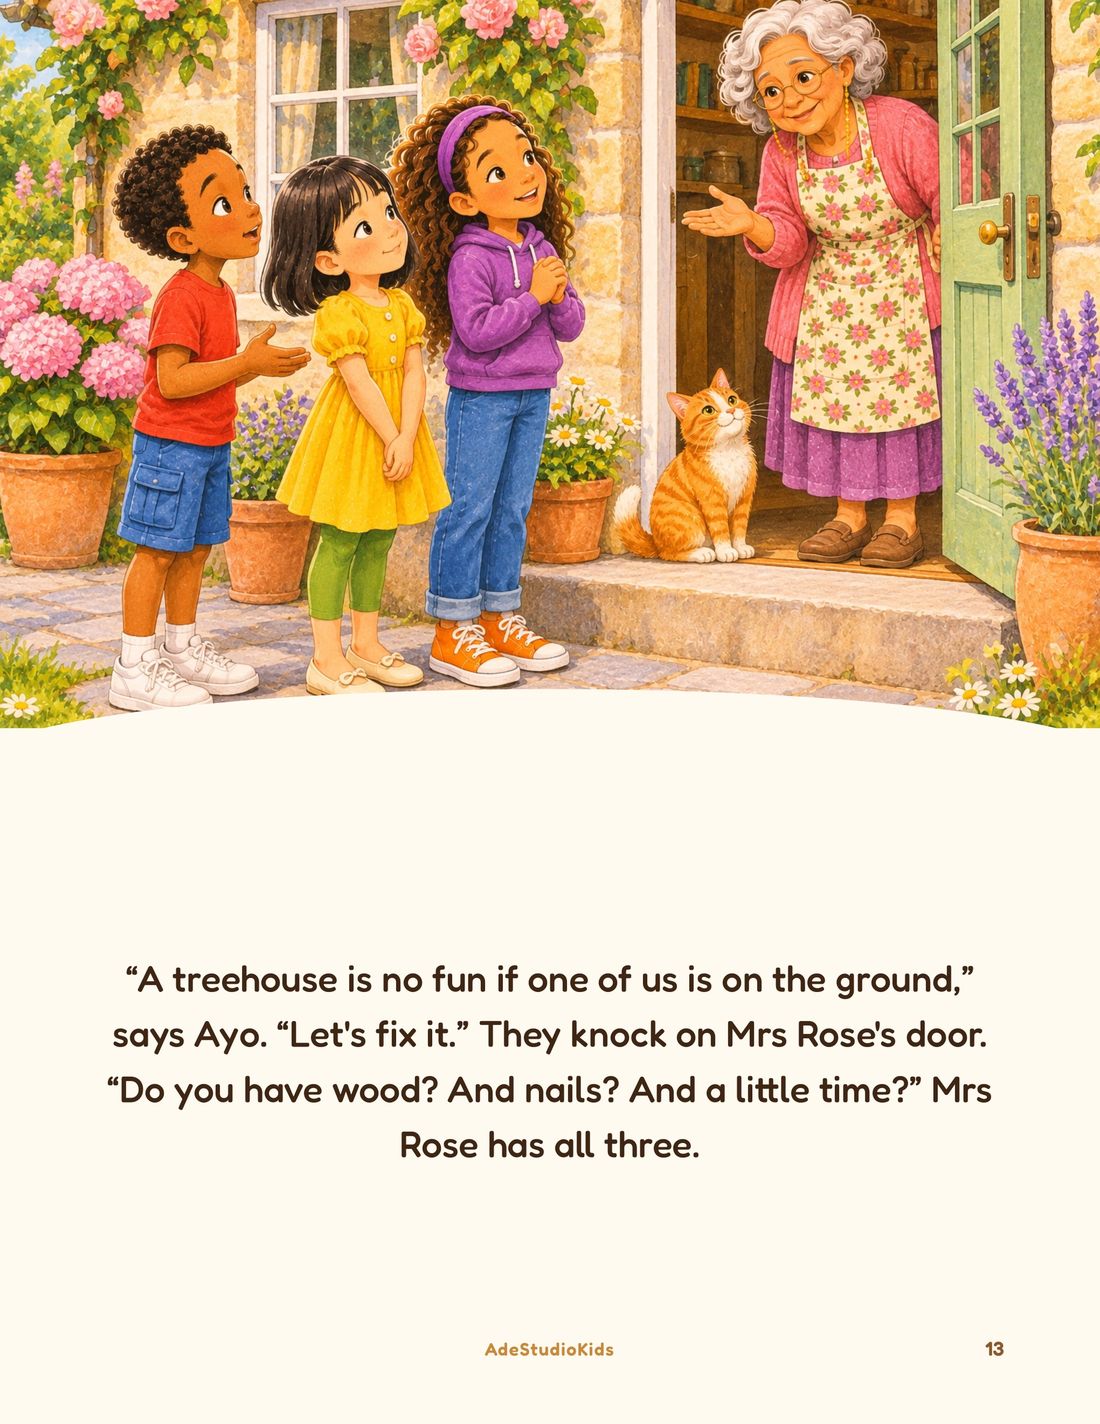 “A treehouse is no fun if one of us is on the ground,”
says Ayo. “Let's fix it.” They knock on Mrs Rose's door.
“Do you have wood? And nails? And a little time?” Mrs
Rose has all three.
AdeStudioKids
13